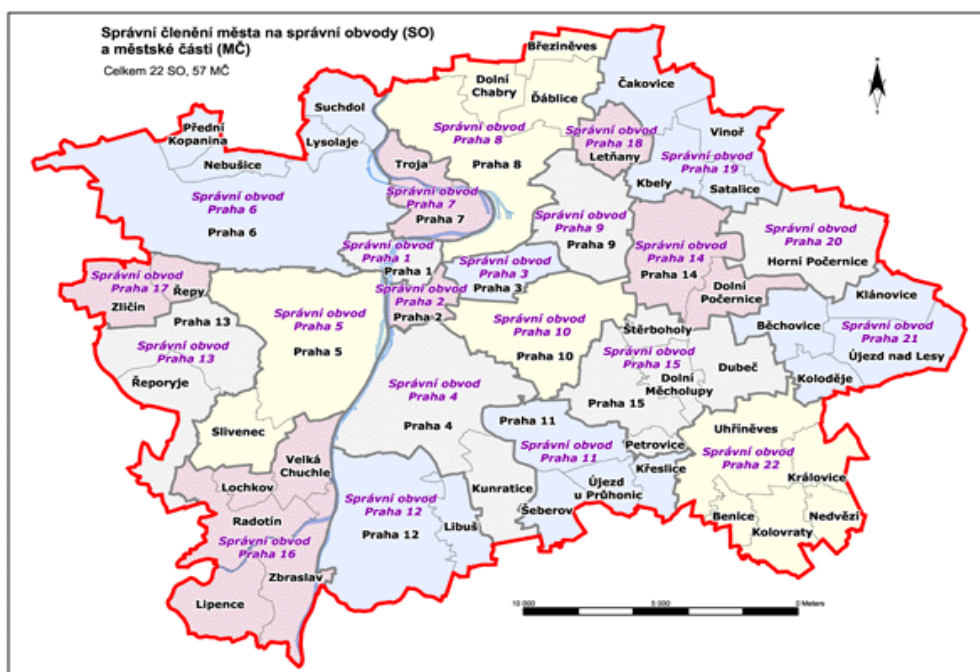 Správní členění města na správní obvody (SO)
a městské části (MČ)
Celkem 22 SO, 57 MČ
Březiněves
Dolní
Chabry
Ďáblice
Čakovice
Suchdol
Přední
Kopanina
Lysolaje
Nebušice
Správní obvod
Praha 8
Praha 8
Správní obvod
Praha 18
Letňany
Vinoř
Správní obvod
Praha 19
Kbely
Satalice
Troja
Správní obvod
Praha 7
Praha 7
Správní obvod
Praha 6
Praha 6
Správní obvod
Praha 9
Praha 9
Správní obvod
Praha 20
Horní Počernice
Správní obvod
Praha 1
Praha 1
Správní obvod
Praha 3
Praha 3
Správní obvod
Praha 14
Praha 14
Dolní
Počernice
Správní obvod
Praha 17
Řepy
Zličín
Správní obvod
Praha 2
Praha 2
Klánovice
Běchovice
Správní obvod
Praha 21
Újezd nad Lesy
Koloděje
Praha 13
Správní obvod
Praha 13
Řeporyje
Správní obvod
Praha 5
Praha 5
Správní obvod
Praha 10
Praha 10
Štěrboholy
Správní obvod
Praha 15
Dolní
Měcholupy
Dubeč
Praha 15
Petrovice
Správní obvod
Praha 4
Praha 4
Slivenec
Praha 11
Správní obvod
Praha 11
Křeslice
Újezd
u Průhonic
Šeberov
Kunratice
Uhříněves
Správní obvod
Praha 22
Královice
Benice
Nedvězí
Kolovraty
Velká
Chuchle
Lochkov
Radotín
Správní obvod
Praha 16
Zbraslav
Lipence
Správní obvod
Praha 12
Praha 12
Libuš
10 000
5 000
0 Meters